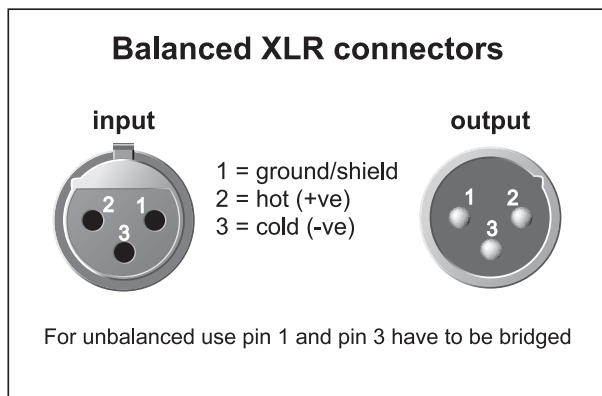 Balanced XLR connectors
input
output
1 = ground/shield
2 = hot (+ve)
3 = cold (-ve)
2 1
3
1 2
3
For unbalanced use pin 1 and pin 3 have to be bridged